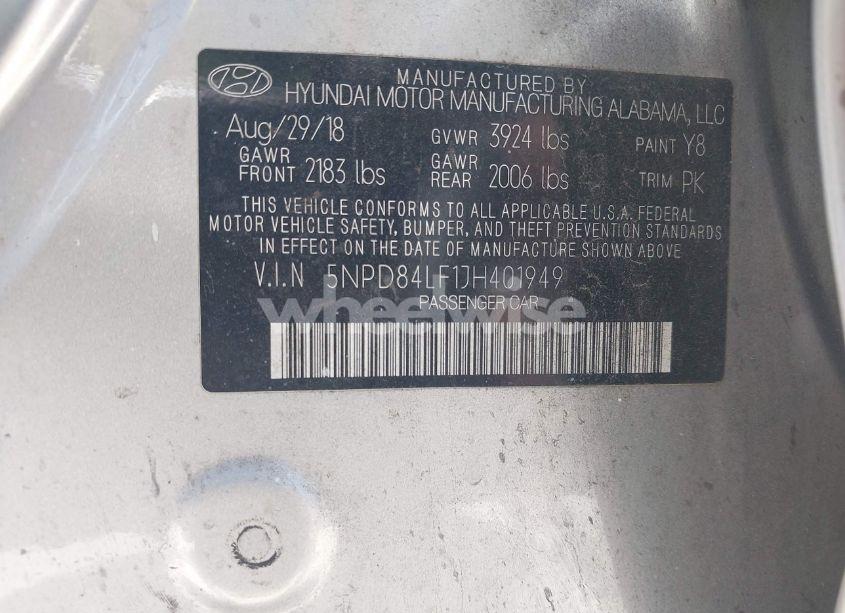 MANUFACTURED BY
HYUNDAI MOTOR MANUFACTURING ALABAMA, LLC
Aug/29/18 GVWR 3924 lbs PAINT Y8
GAWR FRONT 2183 lbs GAWR REAR 2006 lbs TRIM PK
THIS VEHICLE CONFORMS TO ALL APPLICABLE U.S.A. FEDERAL
MOTOR VEHICLE SAFETY, BUMPER, AND THEFT PREVENTION STANDARDS
IN EFFECT ON THE DATE OF MANUFACTURE SHOWN ABOVE.
V.I.N 5NPD84LF1JH401949
PASSENGER CAR
wheelwise